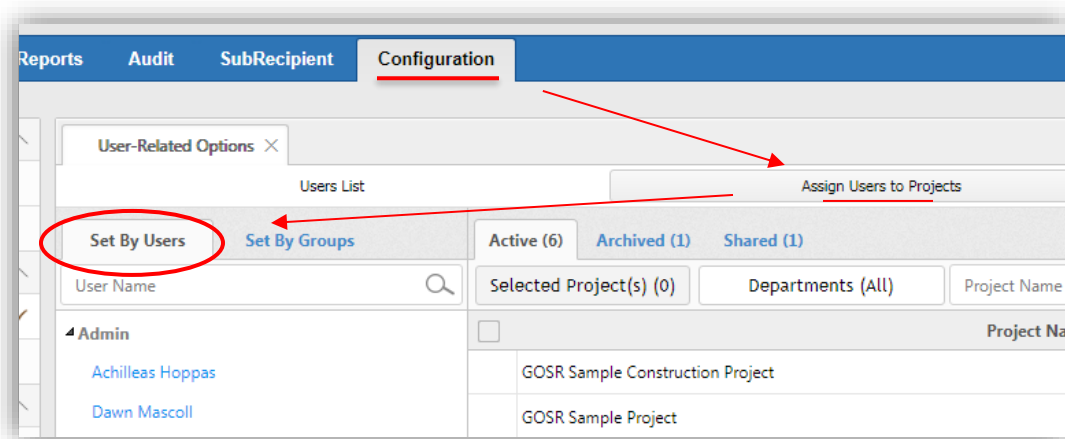 Reports Audit SubRecipient Configuration
User-Related Options
Users List Assign Users to Projects
Set By Users Set By Groups Active (6) Archived (1) Shared (1)
User Name Selected Project(s) (0) Departments (All) Project Name
Admin Project Na
Achilleas Hoppas GOSR Sample Construction Project
Dawn Mascoll GOSR Sample Project